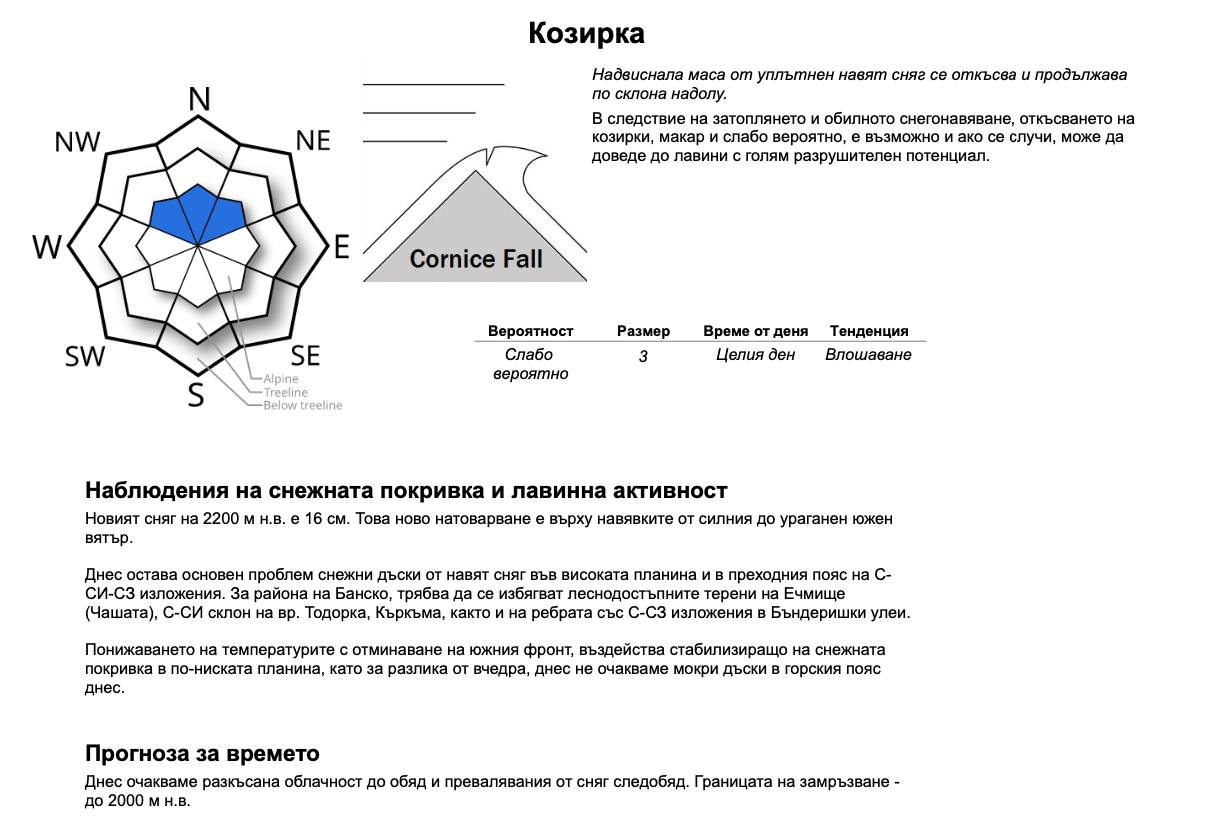 Козирка
Надвиснала маса от уплътнен навят сняг се откъсва и продължава
по склона надолу.
В следствие на затоплянето и обилното снегонавяване, откъсването на
козирки, макар и слабо вероятно, е възможно и ако се случи, може да
доведе до лавини с голям разрушителен потенциал.
N
NW
NE
W
E
SW
SE
S
Alpine
Treeline
Below treeline
Cornice Fall
Вероятност Размер Време от деня Тенденция
Слабо 3 Целия ден Влошаване
вероятно
Наблюдения на снежната покривка и лавинна активност
Новият сняг на 2200 м н.в. е 16 см. Това ново натоварване е върху навявките от силния до ураганен южен
вятър.
Днес остава основен проблем снежни дъски от навят сняг във високата планина и в преходния пояс на С-
СИ-СЗ изложения. За района на Банско, трябва да се избягват леснодостъпните терени на Ечмище
(Чашата), С-СИ склон на вр. Тодорка, Къркъма, както и на ребрата със С-СЗ изложения в Бъндеришки улеи.
Понижаването на температурите с отминаване на южния фронт, въздейства стабилизиращо на снежната
покривка в по-ниската планина, като за разлика от вчедра, днес не очакваме мокри дъски в горския пояс
днес.
Прогноза за времето
Днес очакваме разкъсана облачност до обяд и превалявания от сняг следобяд. Границата на замръзване -
до 2000 м н.в.